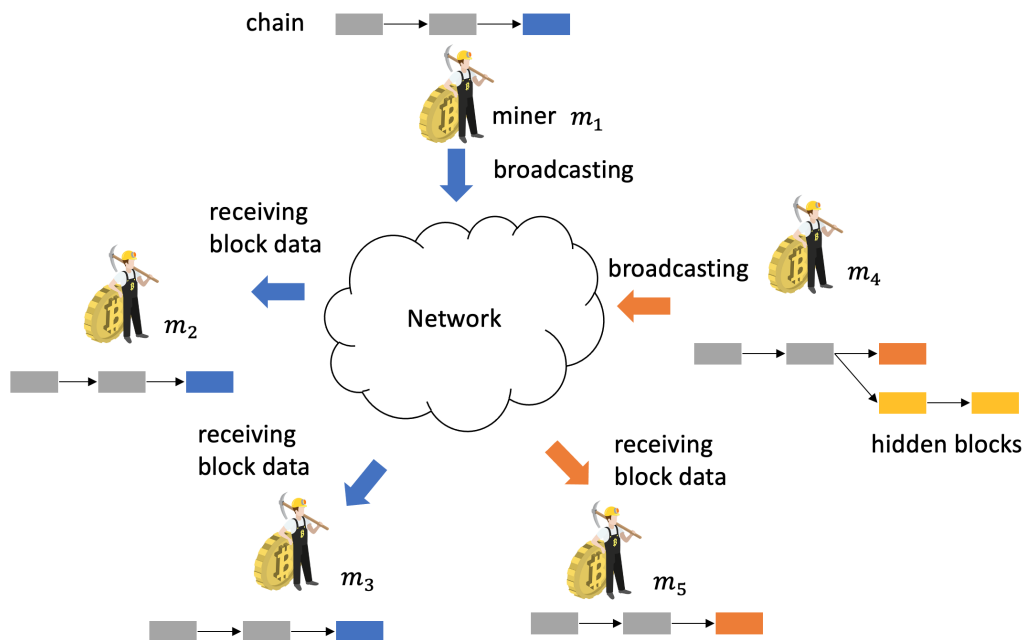 chain
miner m₁
broadcasting
receiving
block data
m₂
broadcasting
m₄
Network
hidden blocks
receiving
block data
m₃
receiving
block data
m₅